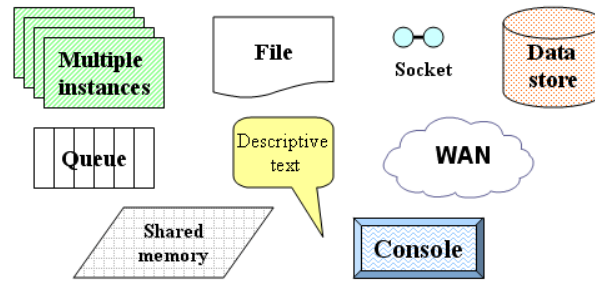 Multiple
instances
File
Socket
Data
store
Queue
Descriptive
text
WAN
Shared
memory
Console